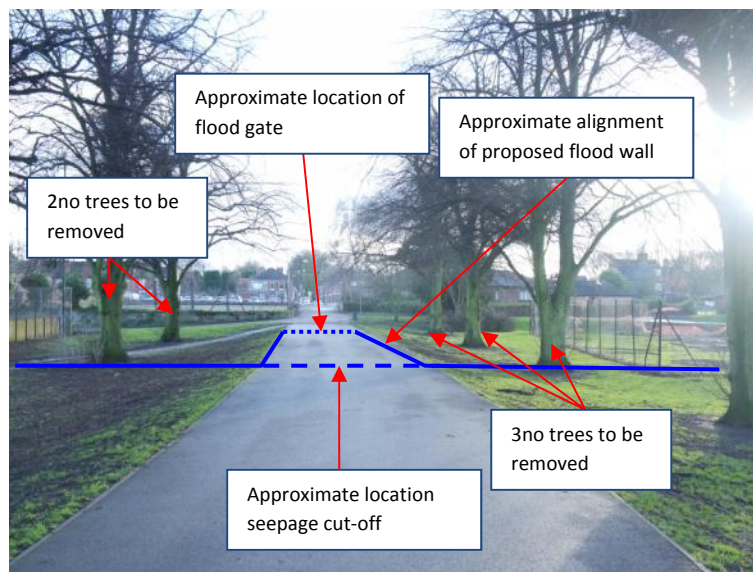 Approximate location of
flood gate
Approximate alignment
of proposed flood wall
2no trees to be
removed
3no trees to be
removed
Approximate location
seepage cut-off